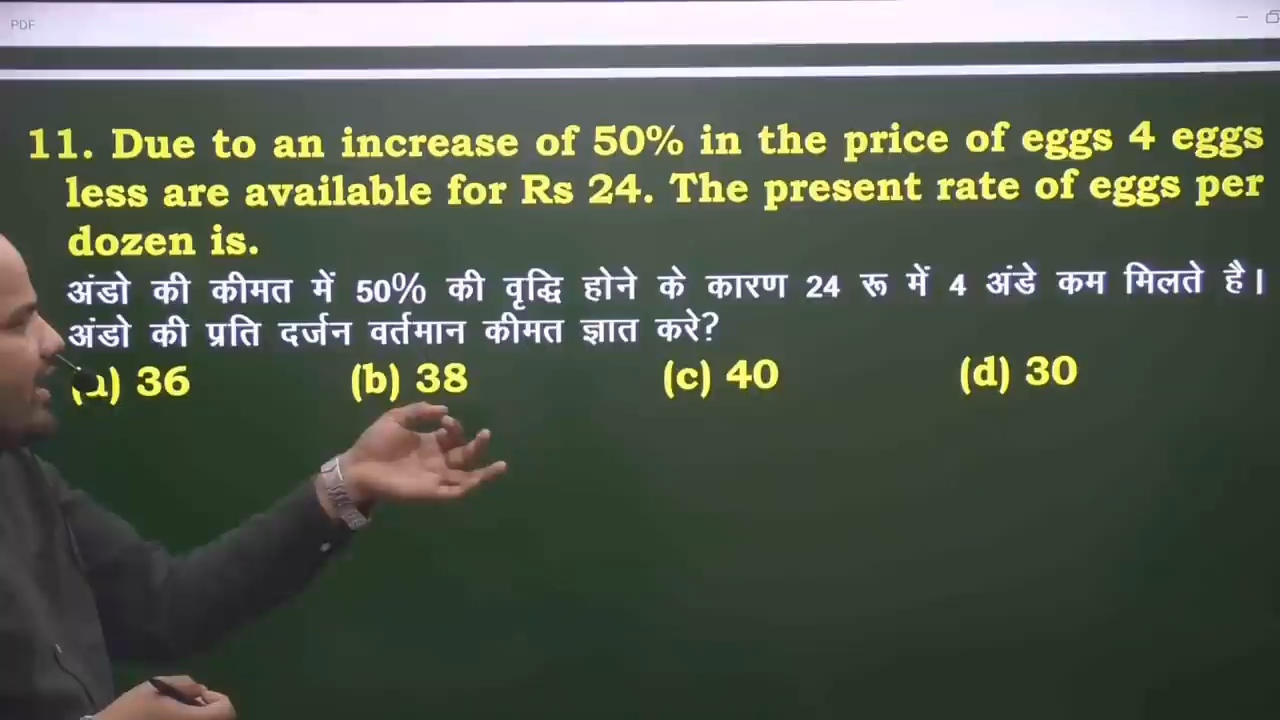 PDF
11. Due to an increase of 50% in the price of eggs 4 eggs
less are available for Rs 24. The present rate of eggs per
dozen is.
अंडो की कीमत में 50% की वृद्धि होने के कारण 24 रू में 4 अंडे कम मिलते है।
अंडो की प्रति दर्जन वर्तमान कीमत ज्ञात करे?
(a) 36 (b) 38 (c) 40 (d) 30